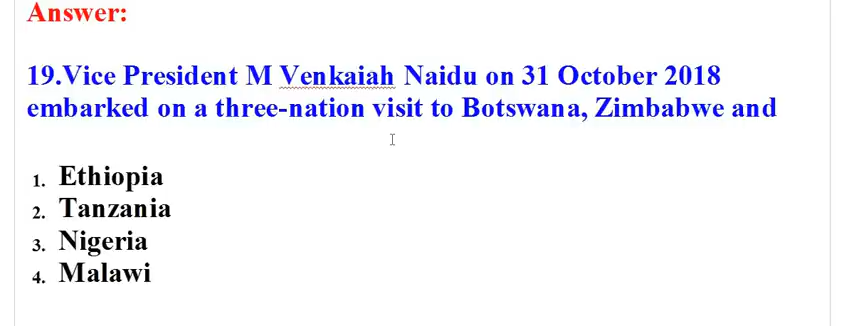 Answer:
19.Vice President M Venkaiah Naidu on 31 October 2018
embarked on a three-nation visit to Botswana, Zimbabwe and
1. Ethiopia
2. Tanzania
3. Nigeria
4. Malawi